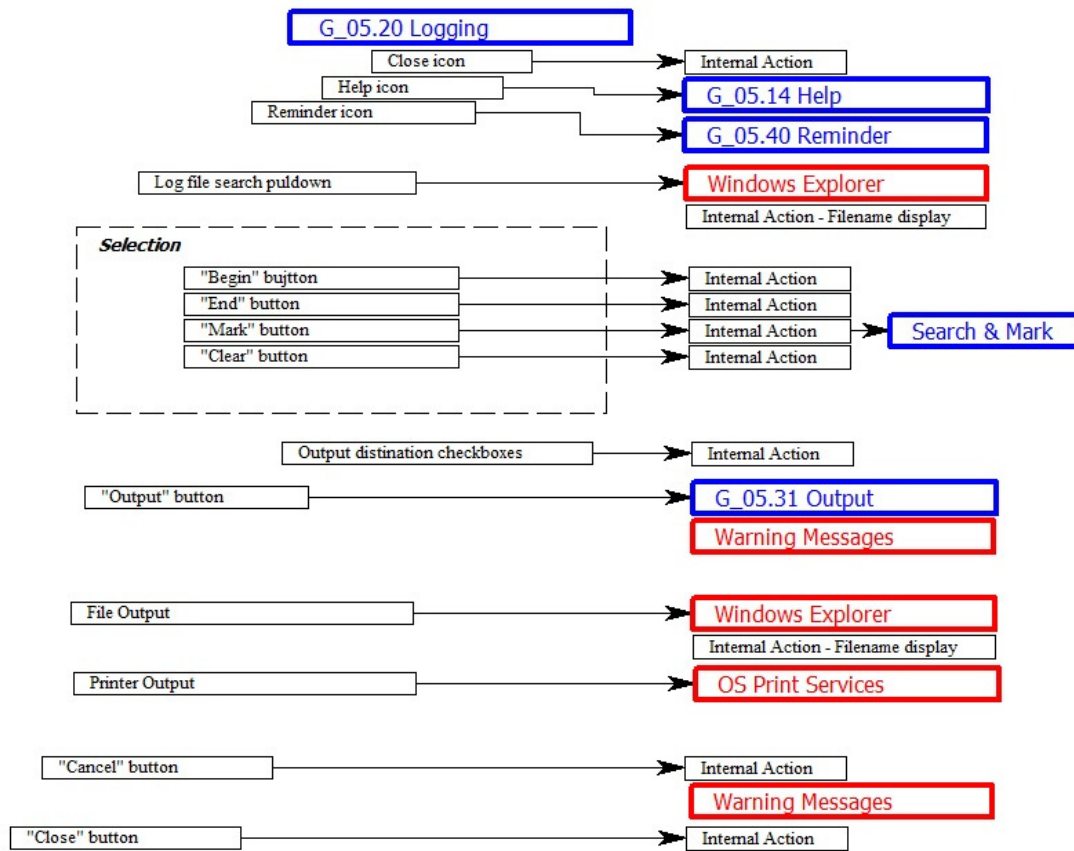 G_05.20 Logging
Close icon
Internal Action
Help icon
G_05.14 Help
Reminder icon
G_05.40 Reminder
Log file search puldown
Windows Explorer
Internal Action - Filename display
Selection
"Begin" bujtton
Internal Action
"End" button
Internal Action
"Mark" button
Internal Action
Search & Mark
"Clear" button
Internal Action
Output distination checkboxes
Internal Action
"Output" button
G_05.31 Output
Warning Messages
File Output
Windows Explorer
Internal Action - Filename display
Printer Output
OS Print Services
"Cancel" button
Internal Action
Warning Messages
"Close" button
Internal Action